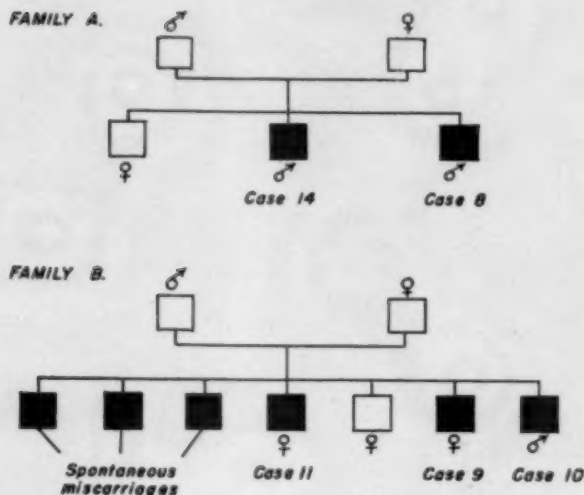 FAMILY A.
♂ ♀
♀ ♂ ♂
Case 14 Case 8
FAMILY B.
♂ ♀
♀ ♀ ♀ ♂
Spontaneous miscarriages
Case 11 Case 9 Case 10